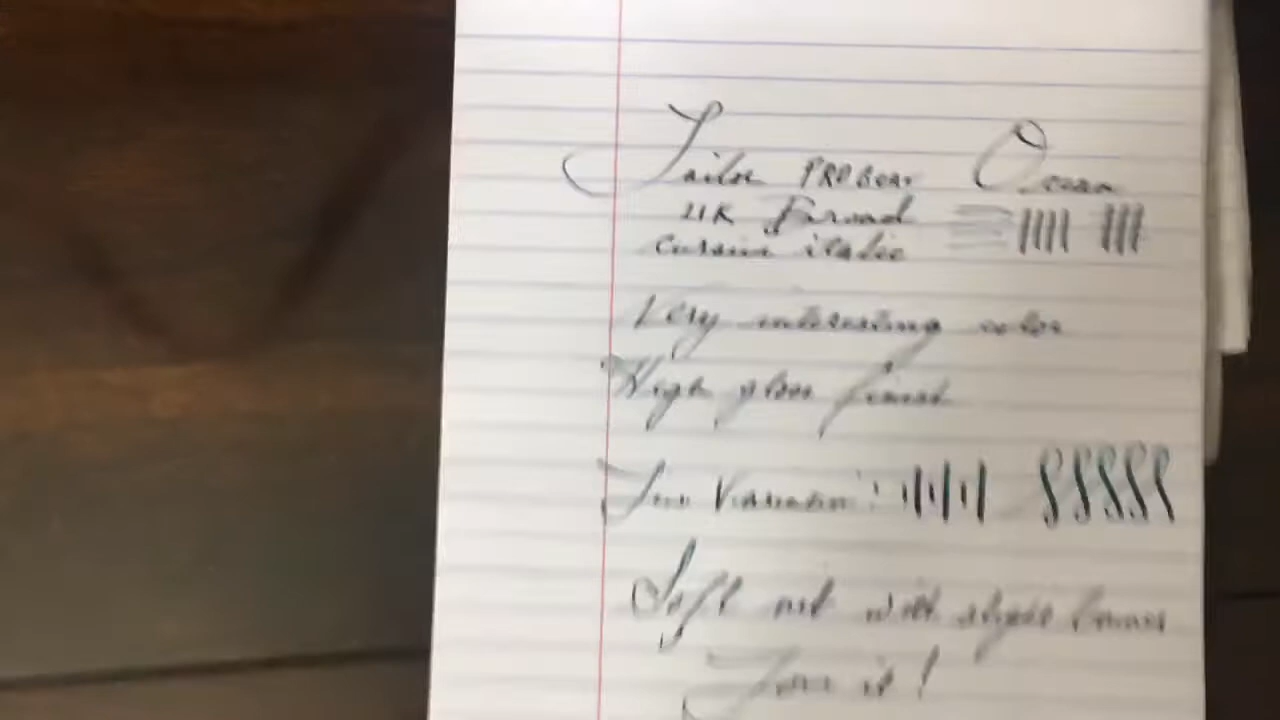 Sailor PRO Gear Ocean
21K Broad
Cursive italic
Very interesting color
High gloss finish
Line Variation:
Soft nib with slight bounce
Love it!